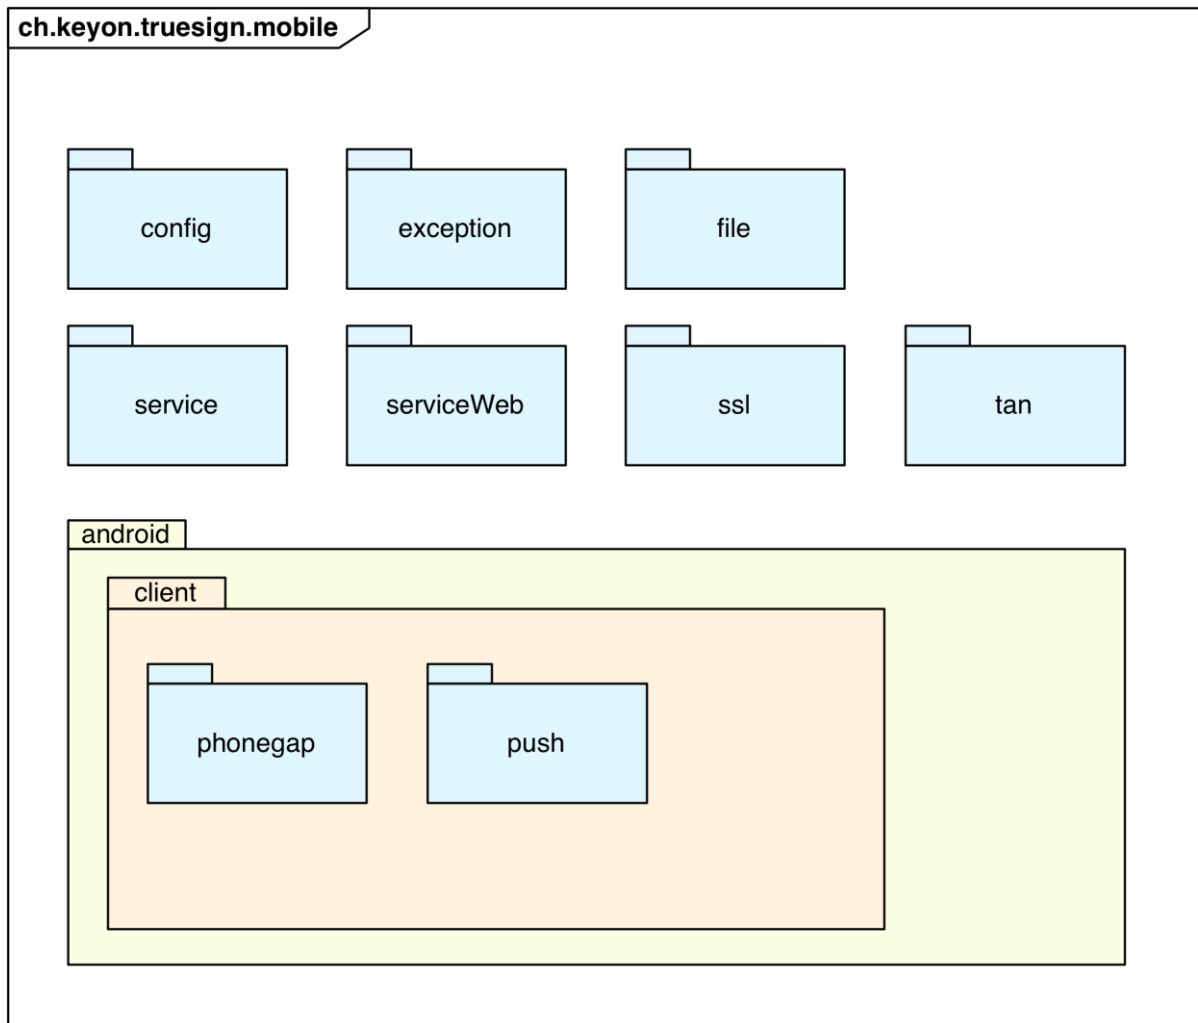 ch.keyon.truesign.mobile
config
exception
file
service
serviceWeb
ssl
tan
android
client
phonegap
push